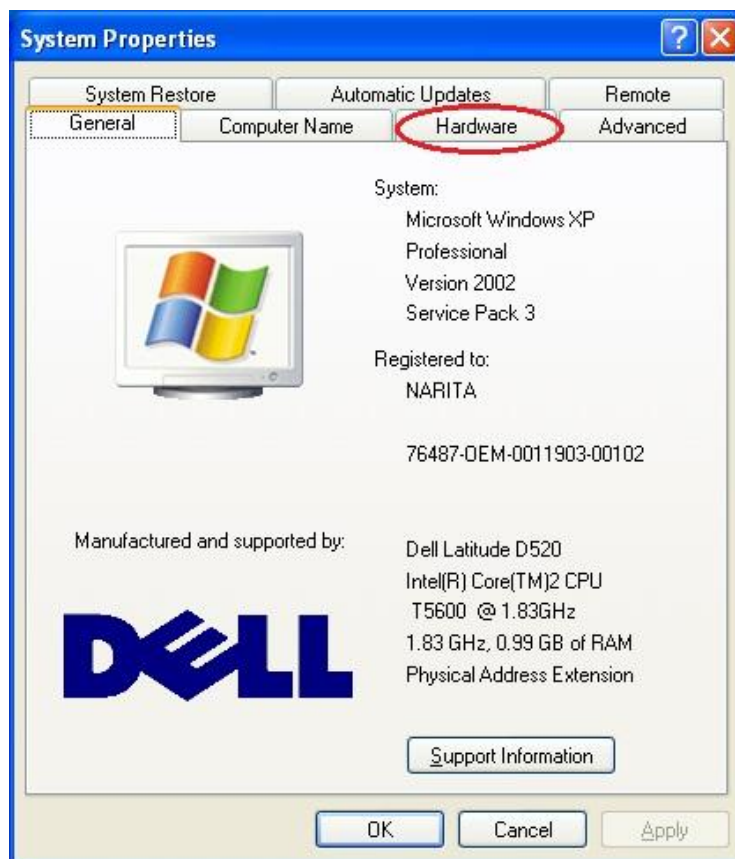 System Properties
System Restore
Automatic Updates
Remote
General
Computer Name
Hardware
Advanced
System:
Microsoft Windows XP
Professional
Version 2002
Service Pack 3
Registered to:
NARITA
76487-OEM-0011903-00102
Manufactured and supported by:
DELL
Dell Latitude D520
Intel(R) Core(TM)2 CPU
T5600 @ 1.83GHz
1.83 GHz, 0.99 GB of RAM
Physical Address Extension
Support Information
OK
Cancel
Apply